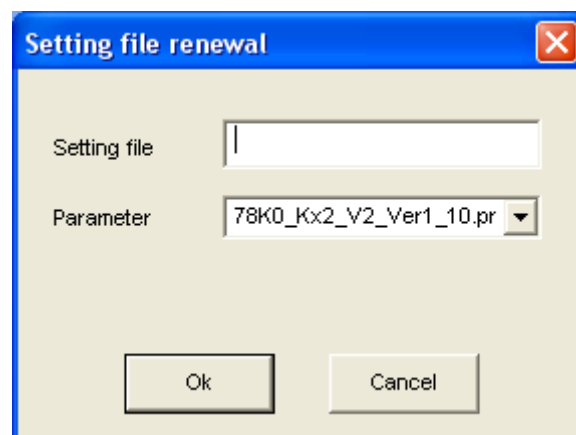 Setting file renewal
Setting file
Parameter 78K0_Kx2_V2_Ver1_10.pr
Ok Cancel